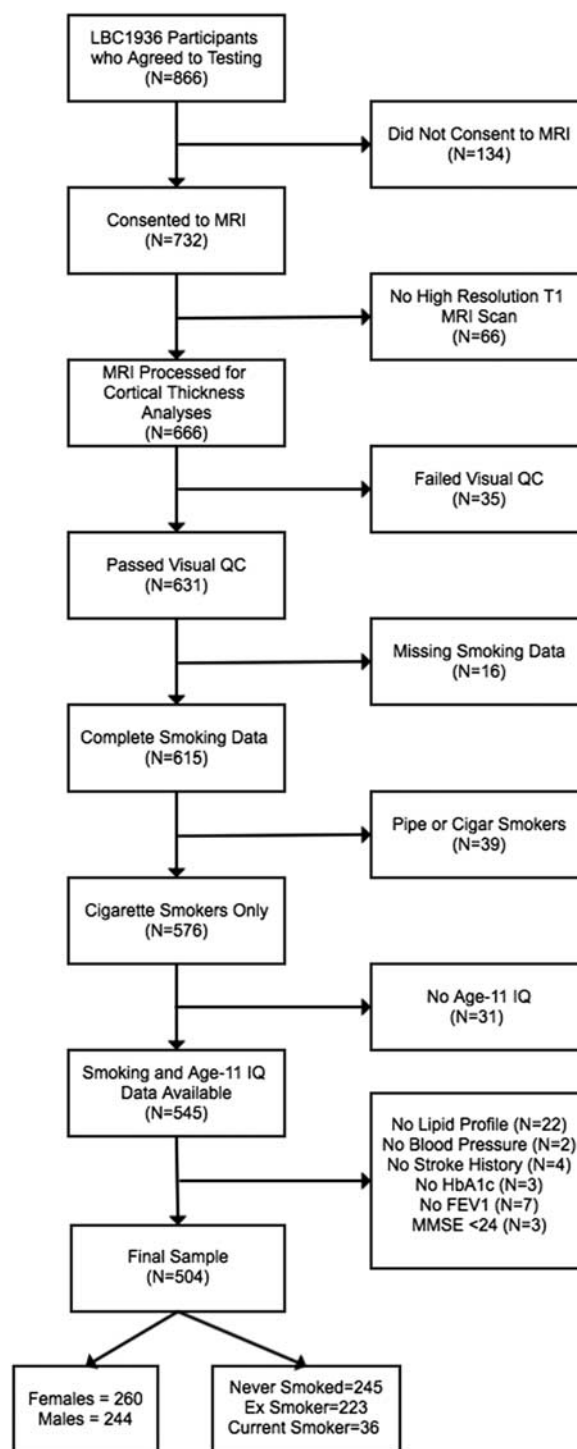 LBC1936 Participants
who Agreed to Testing
(N=866)
Did Not Consent to MRI
(N=134)
Consented to MRI
(N=732)
No High Resolution T1
MRI Scan
(N=66)
MRI Processed for
Cortical Thickness
Analyses
(N=666)
Failed Visual QC
(N=35)
Passed Visual QC
(N=631)
Missing Smoking Data
(N=16)
Complete Smoking Data
(N=615)
Pipe or Cigar Smokers
(N=39)
Cigarette Smokers Only
(N=576)
No Age-11 IQ
(N=31)
Smoking and Age-11 IQ
Data Available
(N=545)
No Lipid Profile (N=22)
No Blood Pressure (N=2)
No Stroke History (N=4)
No HbA1c (N=3)
No FEV1 (N=7)
MMSE <24 (N=3)
Final Sample
(N=504)
Females = 260
Males = 244
Never Smoked=245
Ex Smoker=223
Current Smoker=36